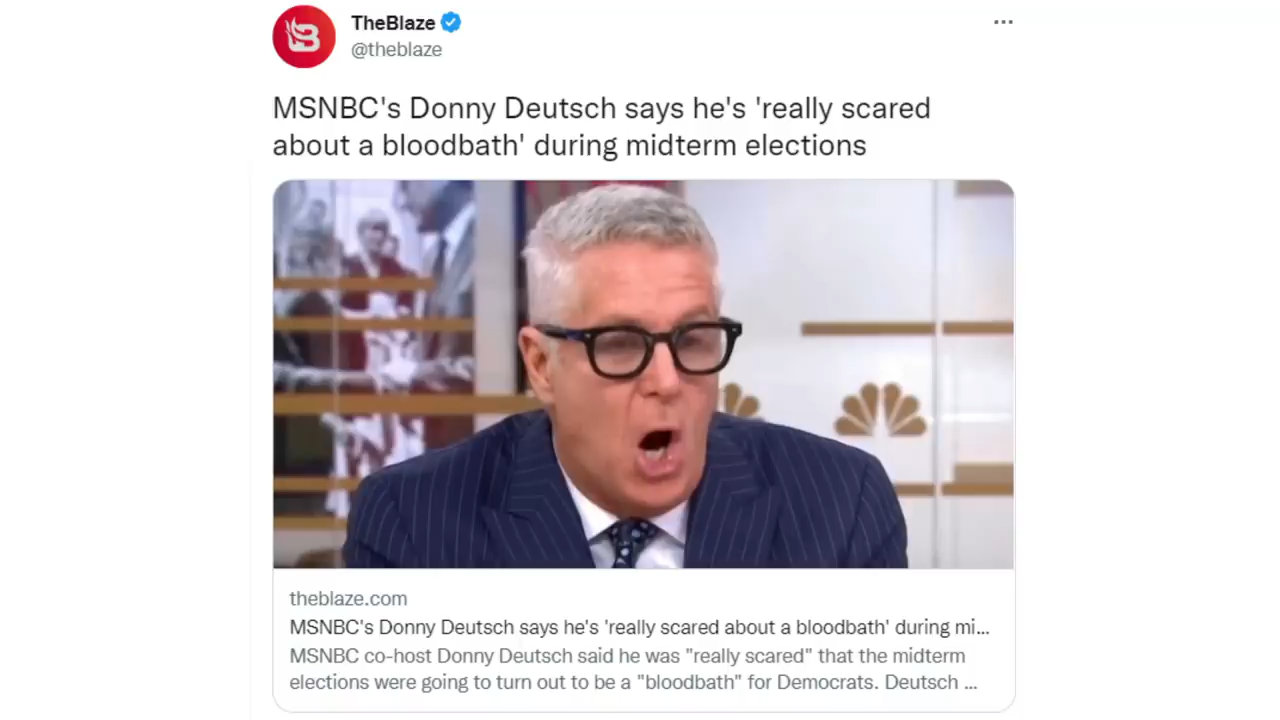 TheBlaze
@theblaze
MSNBC's Donny Deutsch says he's 'really scared
about a bloodbath' during midterm elections
theblaze.com
MSNBC's Donny Deutsch says he's 'really scared about a bloodbath' during mi...
MSNBC co-host Donny Deutsch said he was "really scared" that the midterm
elections were going to turn out to be a "bloodbath" for Democrats. Deutsch ...